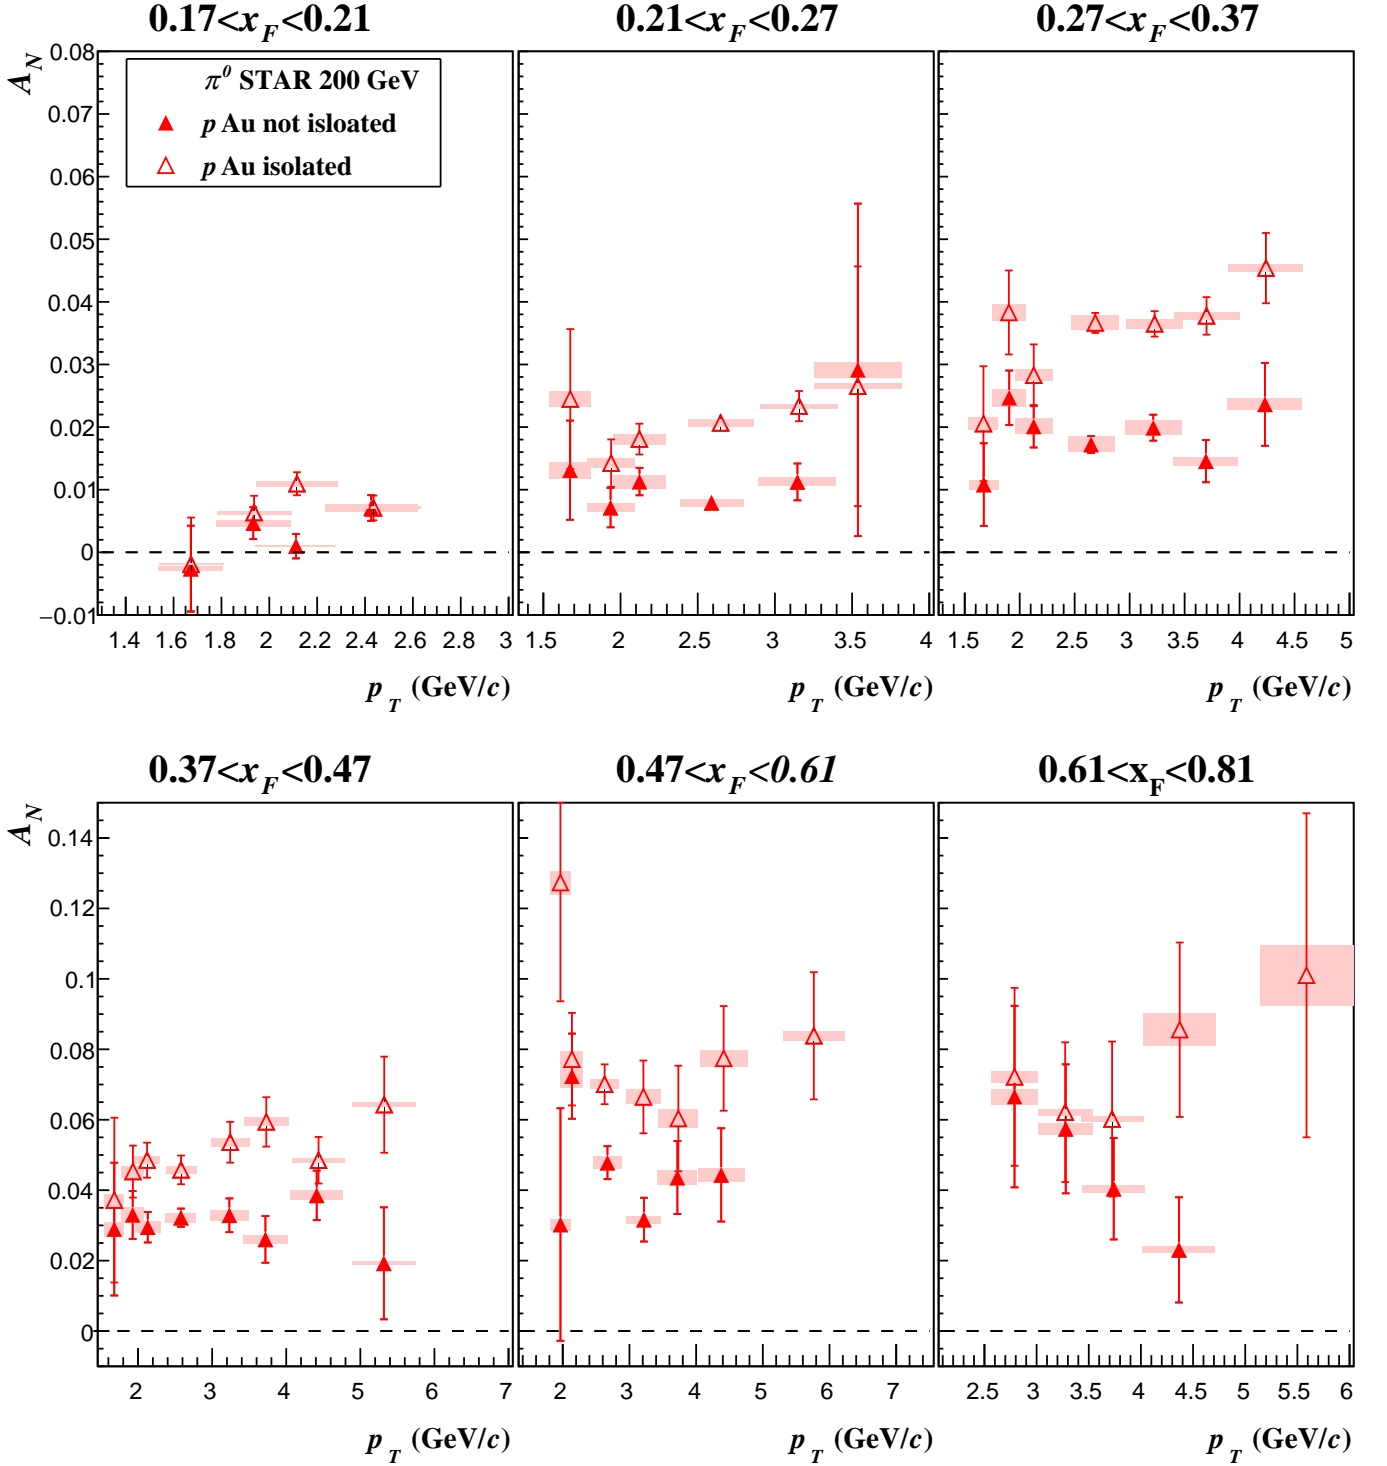 0.17<x_F<0.21 0.21<x_F<0.27 0.27<x_F<0.37
A_N
0.08
0.07
0.06
0.05
0.04
0.03
0.02
0.01
0
−0.01
π⁰ STAR 200 GeV
p Au not isloated
p Au isolated
1.4 1.6 1.8 2 2.2 2.4 2.6 2.8 3
1.5 2 2.5 3 3.5 4
1.5 2 2.5 3 3.5 4 4.5 5
p_T (GeV/c) p_T (GeV/c) p_T (GeV/c)
0.37<x_F<0.47 0.47<x_F<0.61 0.61<x_F<0.81
A_N
0.14
0.12
0.1
0.08
0.06
0.04
0.02
0
2 3 4 5 6 7
2 3 4 5 6 7
2.5 3 3.5 4 4.5 5 5.5 6
p_T (GeV/c) p_T (GeV/c) p_T (GeV/c)